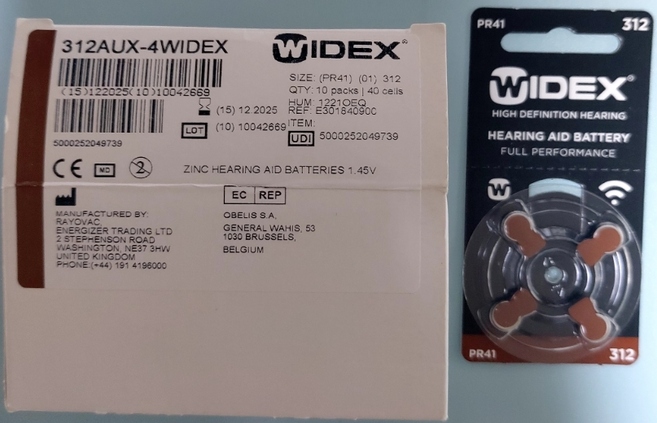 312AUX-4WIDEX
WIDEX®
SIZE: (PR41) (01) 312
(15)122025(10)10042669
QTY: 10 packs | 40 cells
HUM: 1221OEQ
(15) 12.2025
REF: E301840900
ITEM:
LOT (10) 10042669
UDI 5000252049739
5000252049739
CE MD 2
ZINC HEARING AID BATTERIES 1.45V
EC REP
MANUFACTURED BY:
RAYOVAC,
ENERGIZER TRADING LTD
2 STEPHENSON ROAD
WASHINGTON, NE37 3HW
UNITED KINGDOM
PHONE:(+44) 191 4196000
OBELIS S.A,
GENERAL WAHIS, 53
1030 BRUSSELS,
BELGIUM
PR41 312
WIDEX®
HIGH DEFINITION HEARING
HEARING AID BATTERY
FULL PERFORMANCE
W
PR41 312